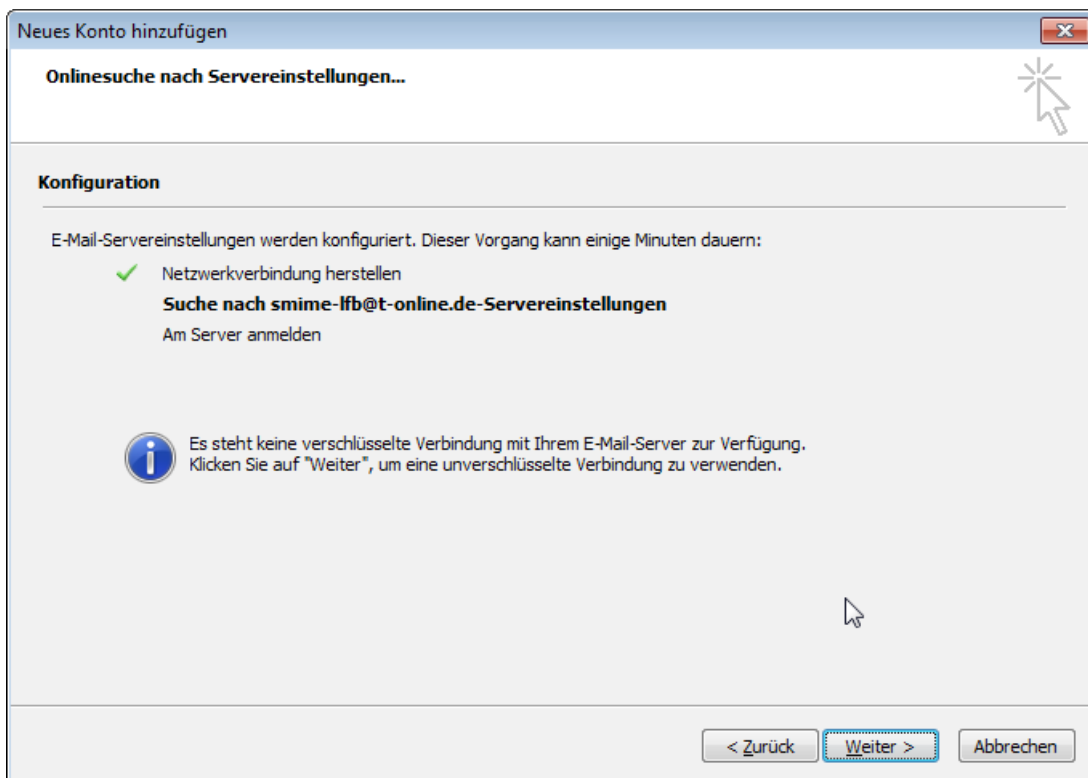 Neues Konto hinzufügen
Onlinesuche nach Servereinstellungen...
Konfiguration
E-Mail-Servereinstellungen werden konfiguriert. Dieser Vorgang kann einige Minuten dauern:
Netzwerkverbindung herstellen
Suche nach smime-lfb@t-online.de-Servereinstellungen
Am Server anmelden
Es steht keine verschlüsselte Verbindung mit Ihrem E-Mail-Server zur Verfügung.
Klicken Sie auf "Weiter", um eine unverschlüsselte Verbindung zu verwenden.
< Zurück Weiter > Abbrechen